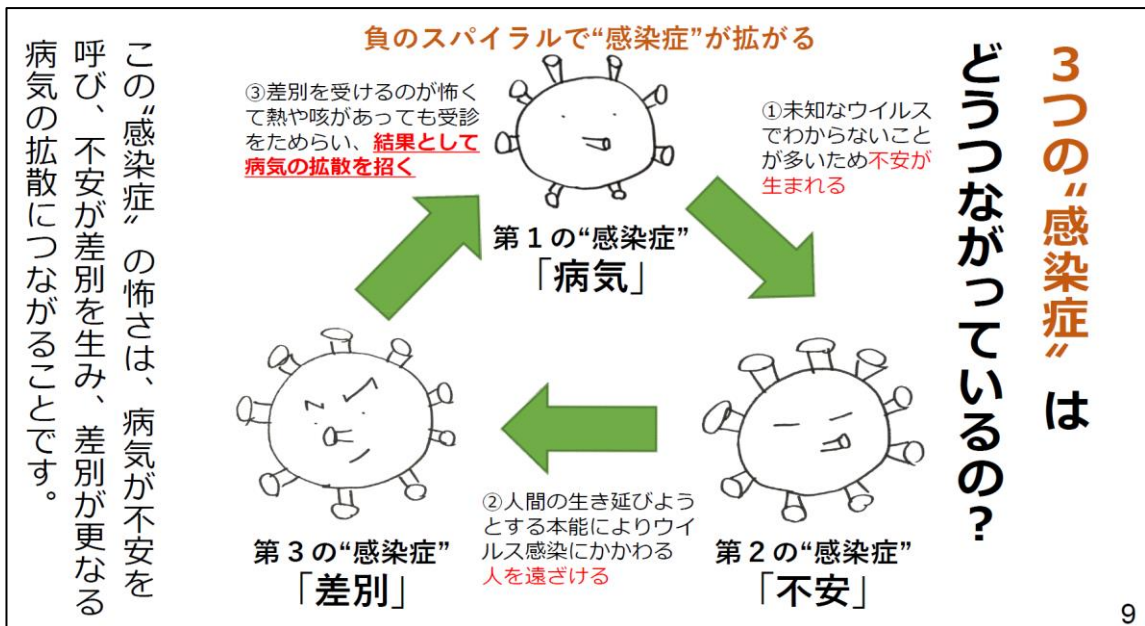 3つの“感染症”は
どうつながっているの?
負のスパイラルで“感染症”が拡がる
第1の“感染症”
「病気」
①未知なウイルス
でわからないこと
が多いため不安が
生まれる
第2の“感染症”
「不安」
②人間の生き延びよう
とする本能によりウイ
ルス感染にかかわる
人を遠ざける
第3の“感染症”
「差別」
③差別を受けるのが怖く
て熱や咳があっても受診
をためらい、結果として
病気の拡散を招く
この“感染症”の怖さは、病気が不安を
呼び、不安が差別を生み、差別が更なる
病気の拡散につながることです。
9